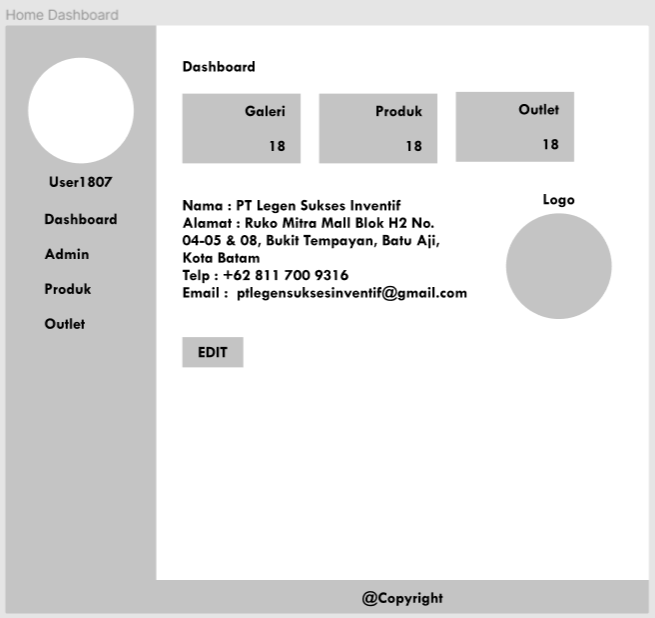 Home Dashboard
User1807
Dashboard
Admin
Produk
Outlet
Dashboard
Galeri
18
Produk
18
Outlet
18
Nama : PT Legen Sukses Inventif
Alamat : Ruko Mitra Mall Blok H2 No.
04-05 & 08, Bukit Tempayan, Batu Aji,
Kota Batam
Telp : +62 811 700 9316
Email :  ptlegensuksesinventif@gmail.com
Logo
EDIT
@Copyright